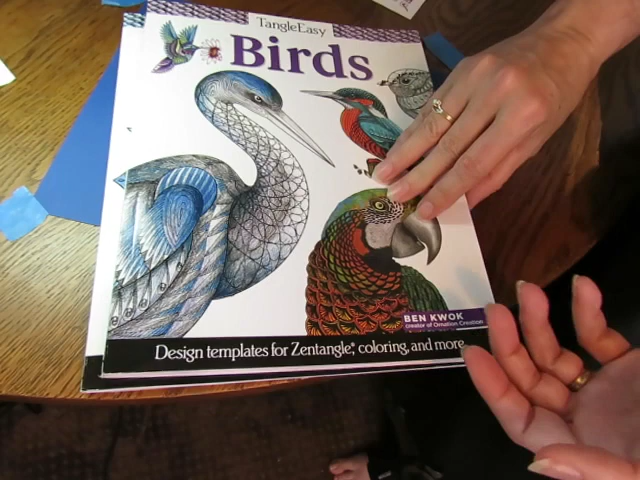 TangleEasy
Birds
BEN KWOK
creator of Ornation Creation
Design templates for Zentangle®, coloring, and more